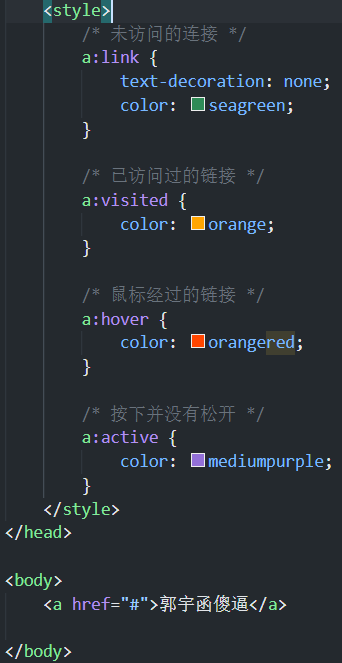 <style>
/* 未访问的连接 */
a:link {
text-decoration: none;
color: seagreen;
}
/* 已访问过的链接 */
a:visited {
color: orange;
}
/* 鼠标经过的链接 */
a:hover {
color: orangered;
}
/* 按下并没有松开 */
a:active {
color: mediumpurple;
}
</style>
</head>
<body>
<a href="#">郭宇函傻逼</a>
</body>